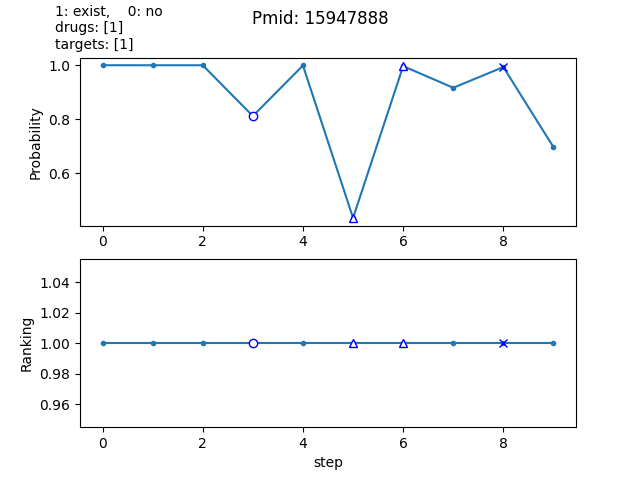 1: exist,    0: no
drugs: [1]
targets: [1]
Pmid: 15947888
Probability
1.0
0.8
0.6
0 2 4 6 8
Ranking
1.04
1.02
1.00
0.98
0.96
0 2 4 6 8
step